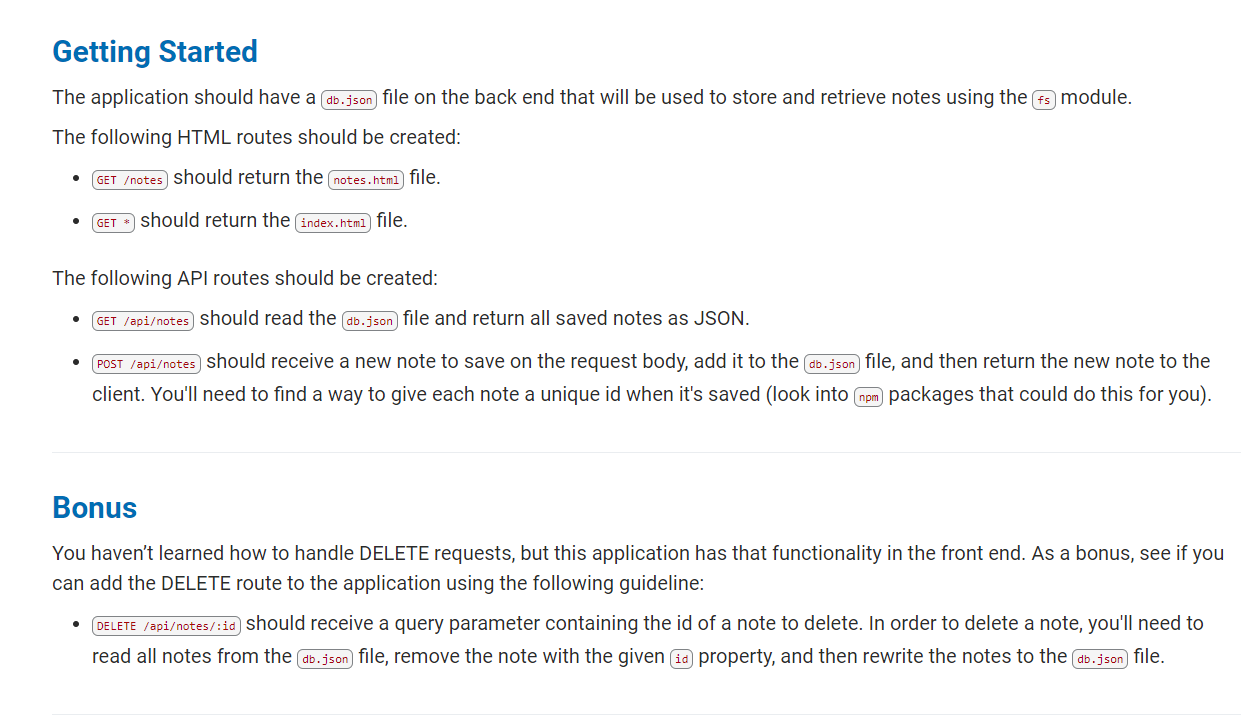 Getting Started
The application should have a db.json file on the back end that will be used to store and retrieve notes using the fs module.
The following HTML routes should be created:
• GET /notes should return the notes.html file.
• GET * should return the index.html file.
The following API routes should be created:
• GET /api/notes should read the db.json file and return all saved notes as JSON.
• POST /api/notes should receive a new note to save on the request body, add it to the db.json file, and then return the new note to the
client. You'll need to find a way to give each note a unique id when it's saved (look into npm packages that could do this for you).
Bonus
You haven’t learned how to handle DELETE requests, but this application has that functionality in the front end. As a bonus, see if you
can add the DELETE route to the application using the following guideline:
• DELETE /api/notes/:id should receive a query parameter containing the id of a note to delete. In order to delete a note, you'll need to
read all notes from the db.json file, remove the note with the given id property, and then rewrite the notes to the db.json file.